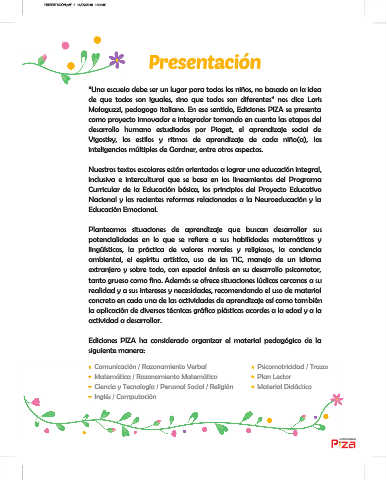 Presentación
"Una escuela debe ser un lugar para todos los niños, no basado en la idea
de que todos son iguales, sino que todos son diferentes" nos dice Loris
Malaguzzi, pedagogo italiano. En ese sentido, Ediciones PIZA se presenta
como proyecto innovador e integrador tomando en cuenta las etapas del
desarrollo humano estudiados por Piaget, el aprendizaje social de
Vigostky, los estilos y ritmos de aprendizaje de cada niño(a), las
inteligencias múltiples de Gardner, entre otros aspectos.
Nuestros textos escolares están orientados a lograr una educación integral,
inclusiva e intercultural que se basa en los lineamientos del Programa
Curricular de la Educación básica, los principios del Proyecto Educativo
Nacional y las recientes reformas relacionadas a la Neuroeducación y la
Educación Emocional.
Planteamos situaciones de aprendizaje que buscan desarrollar sus
potencialidades en lo que se refiere a sus habilidades matemáticas y
lingüísticas, la práctica de valores morales y religiosos, la conciencia
ambiental, el espíritu artístico, uso de las TIC, manejo de un idioma
extranjero y sobre todo, con especial énfasis en su desarrollo psicomotor,
tanto grueso como fino. Además se ofrece situaciones lúdicas cercanas a su
realidad y a sus intereses y necesidades, recomendando el uso de material
concreto en cada una de las actividades de aprendizaje así como también
la aplicación de diversas técnicas gráfico plásticas acordes a la edad y a la
actividad a desarrollar.
Ediciones PIZA ha considerado organizar el material pedagógico de la
siguiente manera:
Comunicación / Razonamiento Verbal
Matemática / Razonamiento Matemático
Ciencia y Tecnología / Personal Social / Religión
Inglés / Computación
Psicomotricidad / Trazos
Plan Lector
Material Didáctico
PiZA